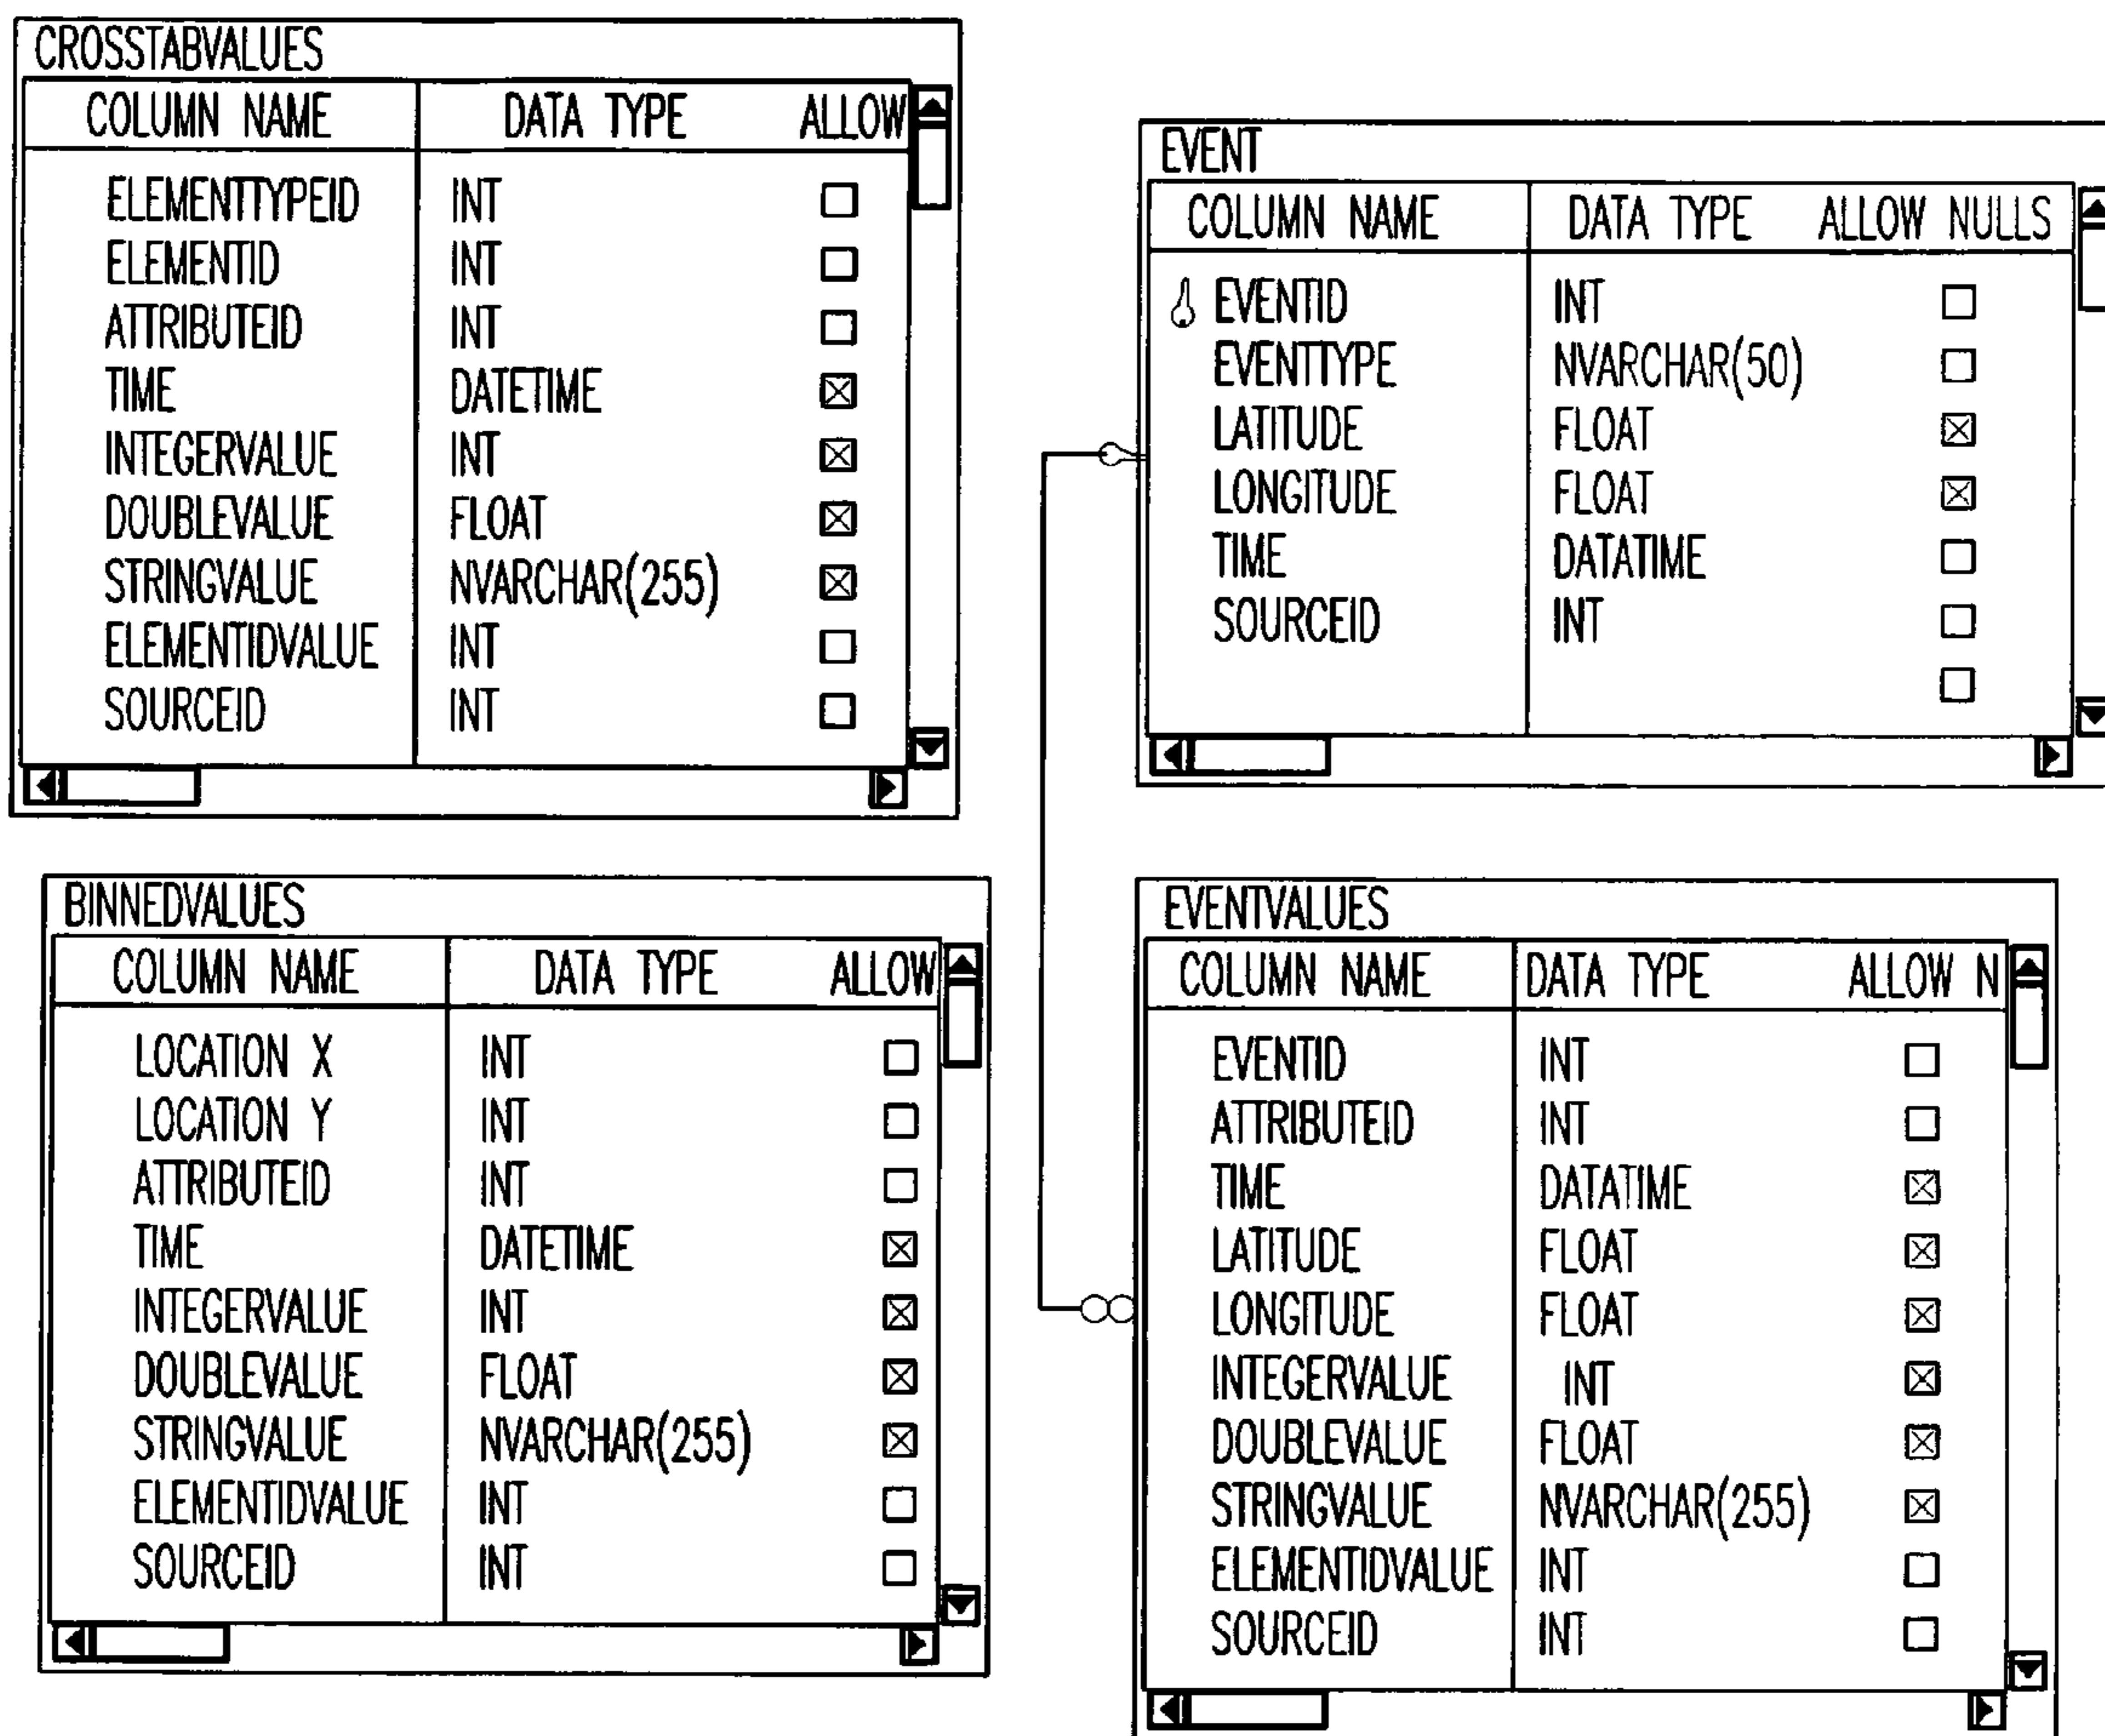 CROSSTABVALUES
COLUMN NAME DATA TYPE ALLOW
ELEMENTTYPEID INT
ELEMENTID INT
ATTRIBUTEID INT
TIME DATETIME
INTEGERVALUE INT
DOUBLEVALUE FLOAT
STRINGVALUE NVARCHAR(255)
ELEMENTIDVALUE INT
SOURCEID INT
EVENT
COLUMN NAME DATA TYPE ALLOW NULLS
EVENTID INT
EVENTTYPE NVARCHAR(50)
LATITUDE FLOAT
LONGITUDE FLOAT
TIME DATATIME
SOURCEID INT
BINNEDVALUES
COLUMN NAME DATA TYPE ALLOW
LOCATION X INT
LOCATION Y INT
ATTRIBUTEID INT
TIME DATETIME
INTEGERVALUE INT
DOUBLEVALUE FLOAT
STRINGVALUE NVARCHAR(255)
ELEMENTIDVALUE INT
SOURCEID INT
EVENTVALUES
COLUMN NAME DATA TYPE ALLOW N
EVENTID INT
ATTRIBUTEID INT
TIME DATATIME
LATITUDE FLOAT
LONGITUDE FLOAT
INTEGERVALUE INT
DOUBLEVALUE FLOAT
STRINGVALUE NVARCHAR(255)
ELEMENTIDVALUE INT
SOURCEID INT